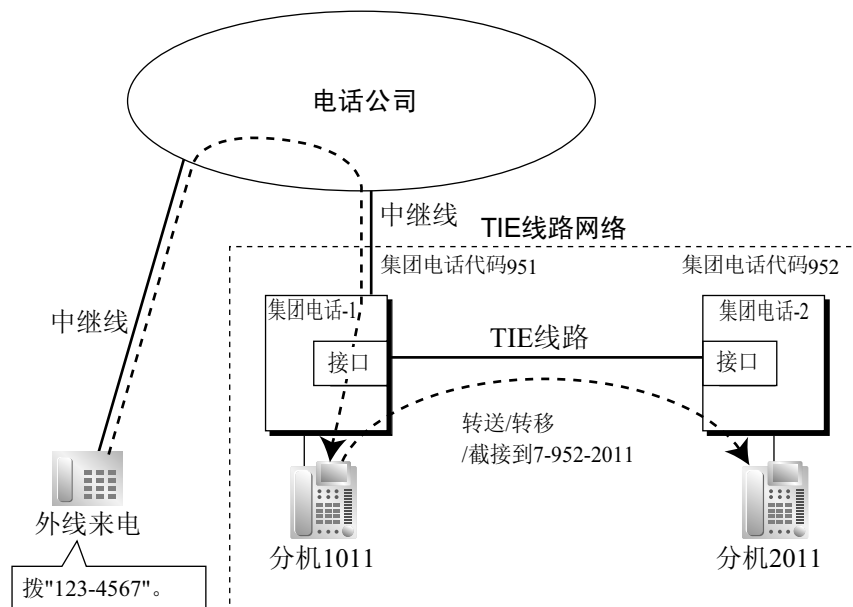 电话公司
中继线
TIE线路网络
集团电话代码951
集团电话代码952
集团电话-1
集团电话-2
中继线
TIE线路
接口
接口
转送/转移
/截接到7-952-2011
外线来电
分机1011
分机2011
拨"123-4567"。